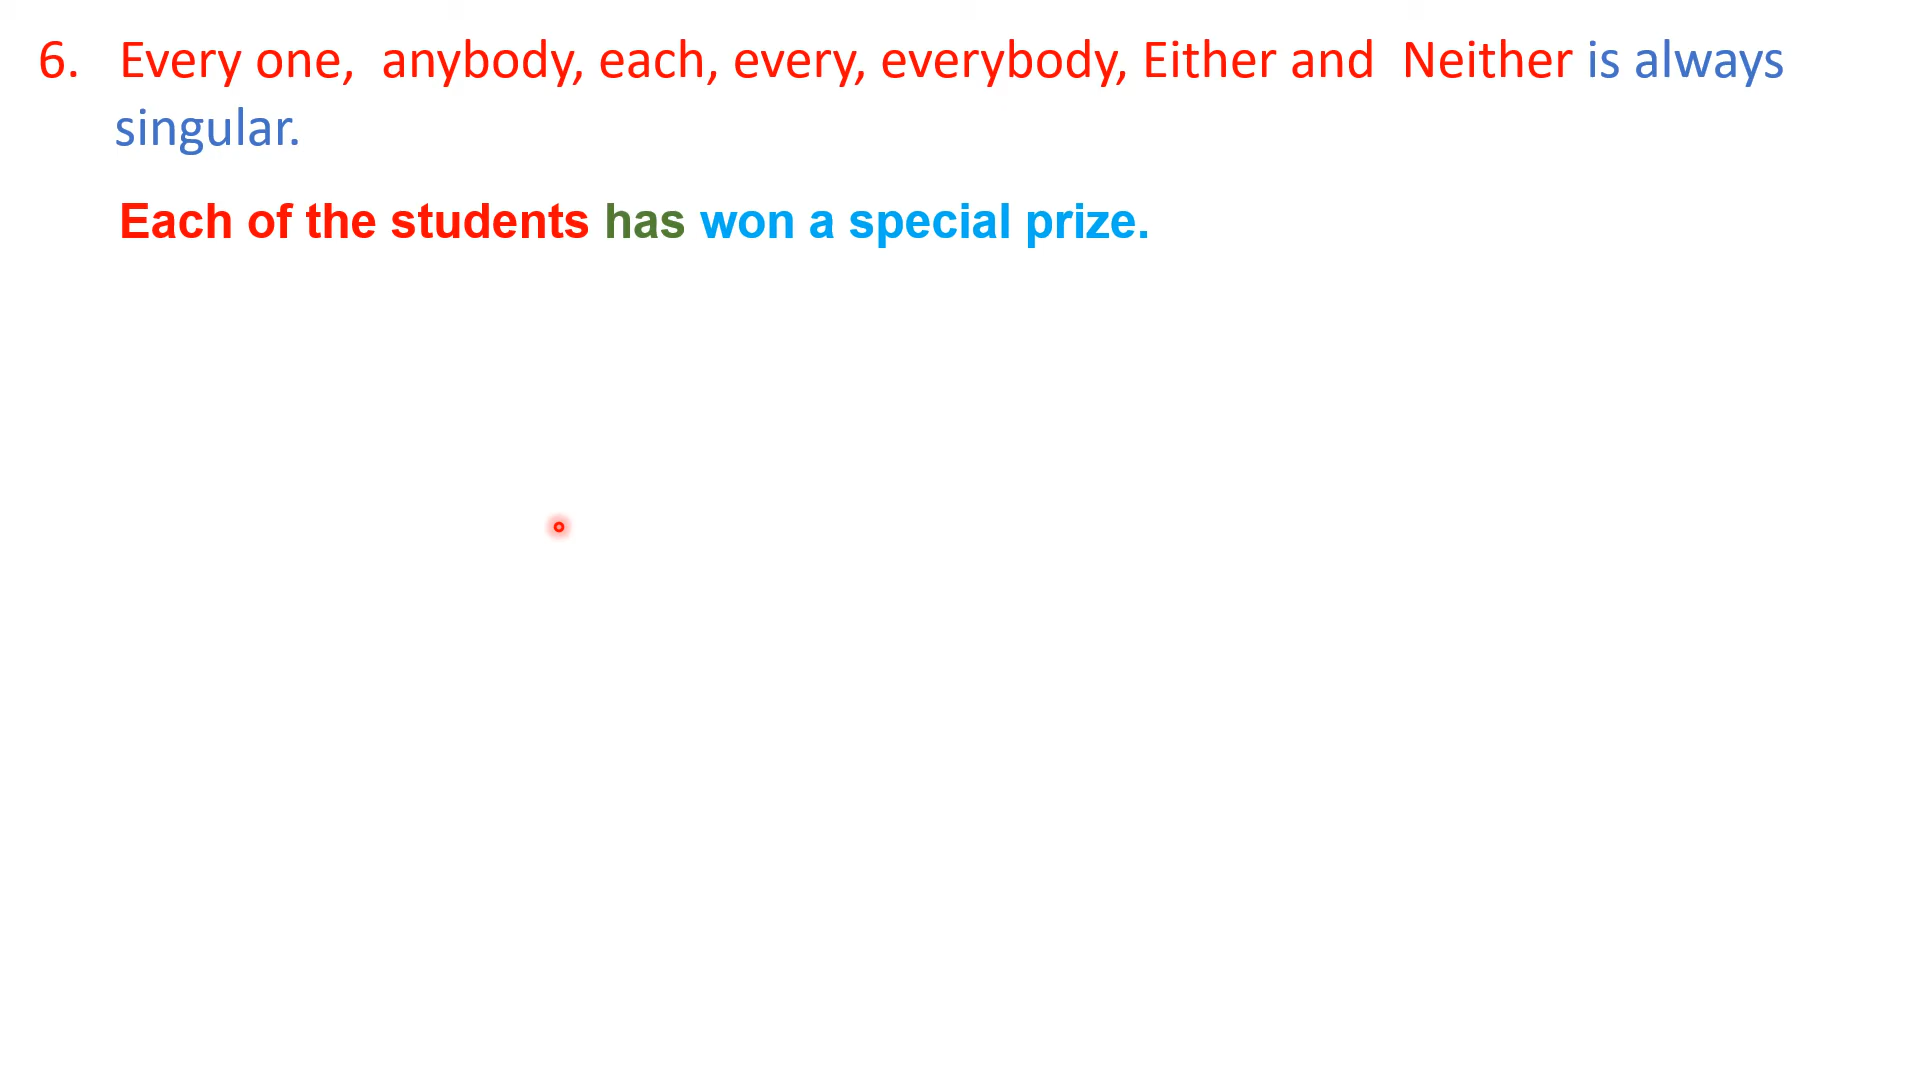 6. Every one, anybody, each, every, everybody, Either and Neither is always
singular.
Each of the students has won a special prize.